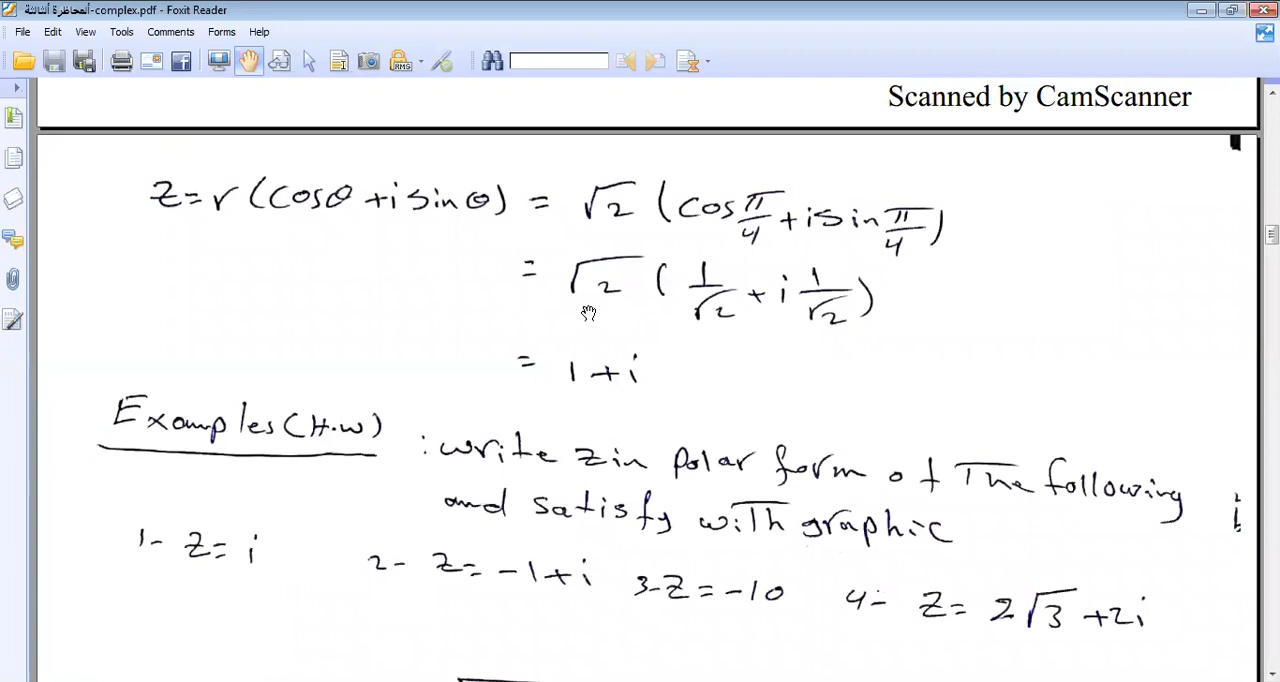 ألمحاظرة ألثالثة-complex.pdf - Foxit Reader
File Edit View Tools Comments Forms Help
Scanned by CamScanner
z=r(cosθ+i sinθ) = √2 (cos π/4 + i sin π/4)
= √2 (1/√2 + i 1/√2)
= 1+i
Examples(H.w) : write z in polar form of The following
and satisfy with graphic
1- z= i 2- z= -1+i 3- z= -10 4- z= 2√3 +2i